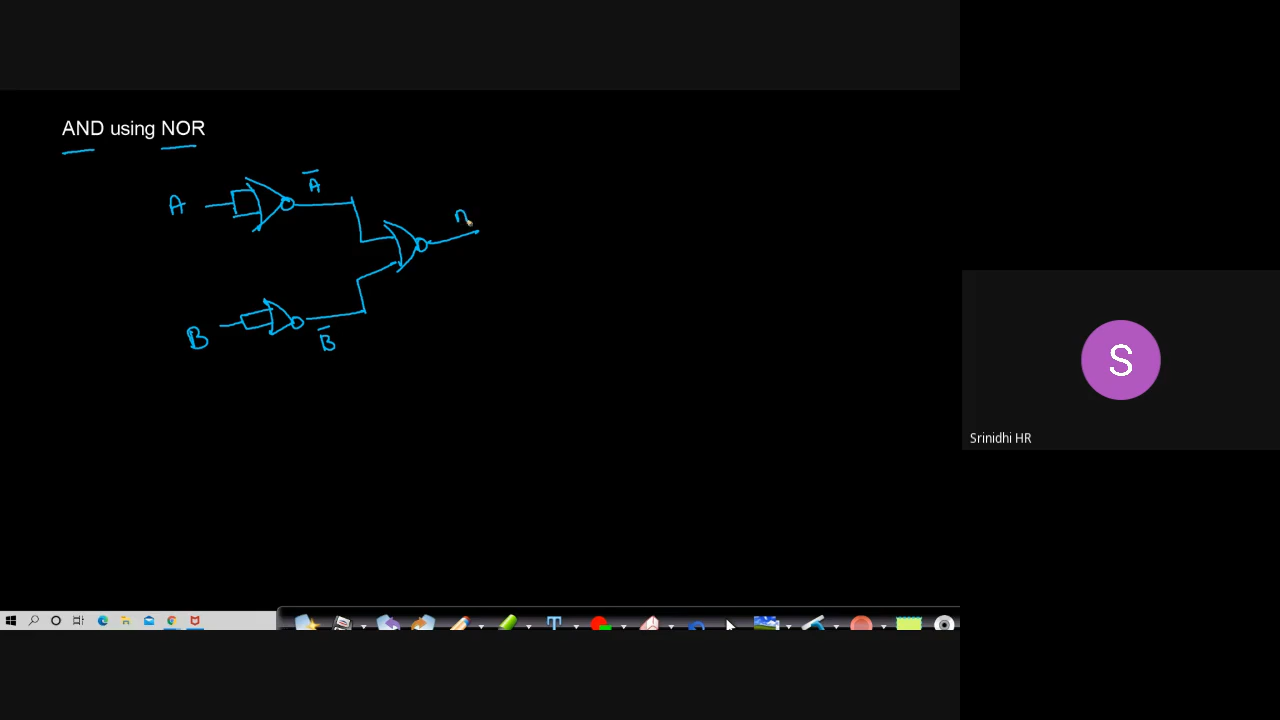 AND using NOR
A
A̅
B
B̅
S
Srinidhi HR
T